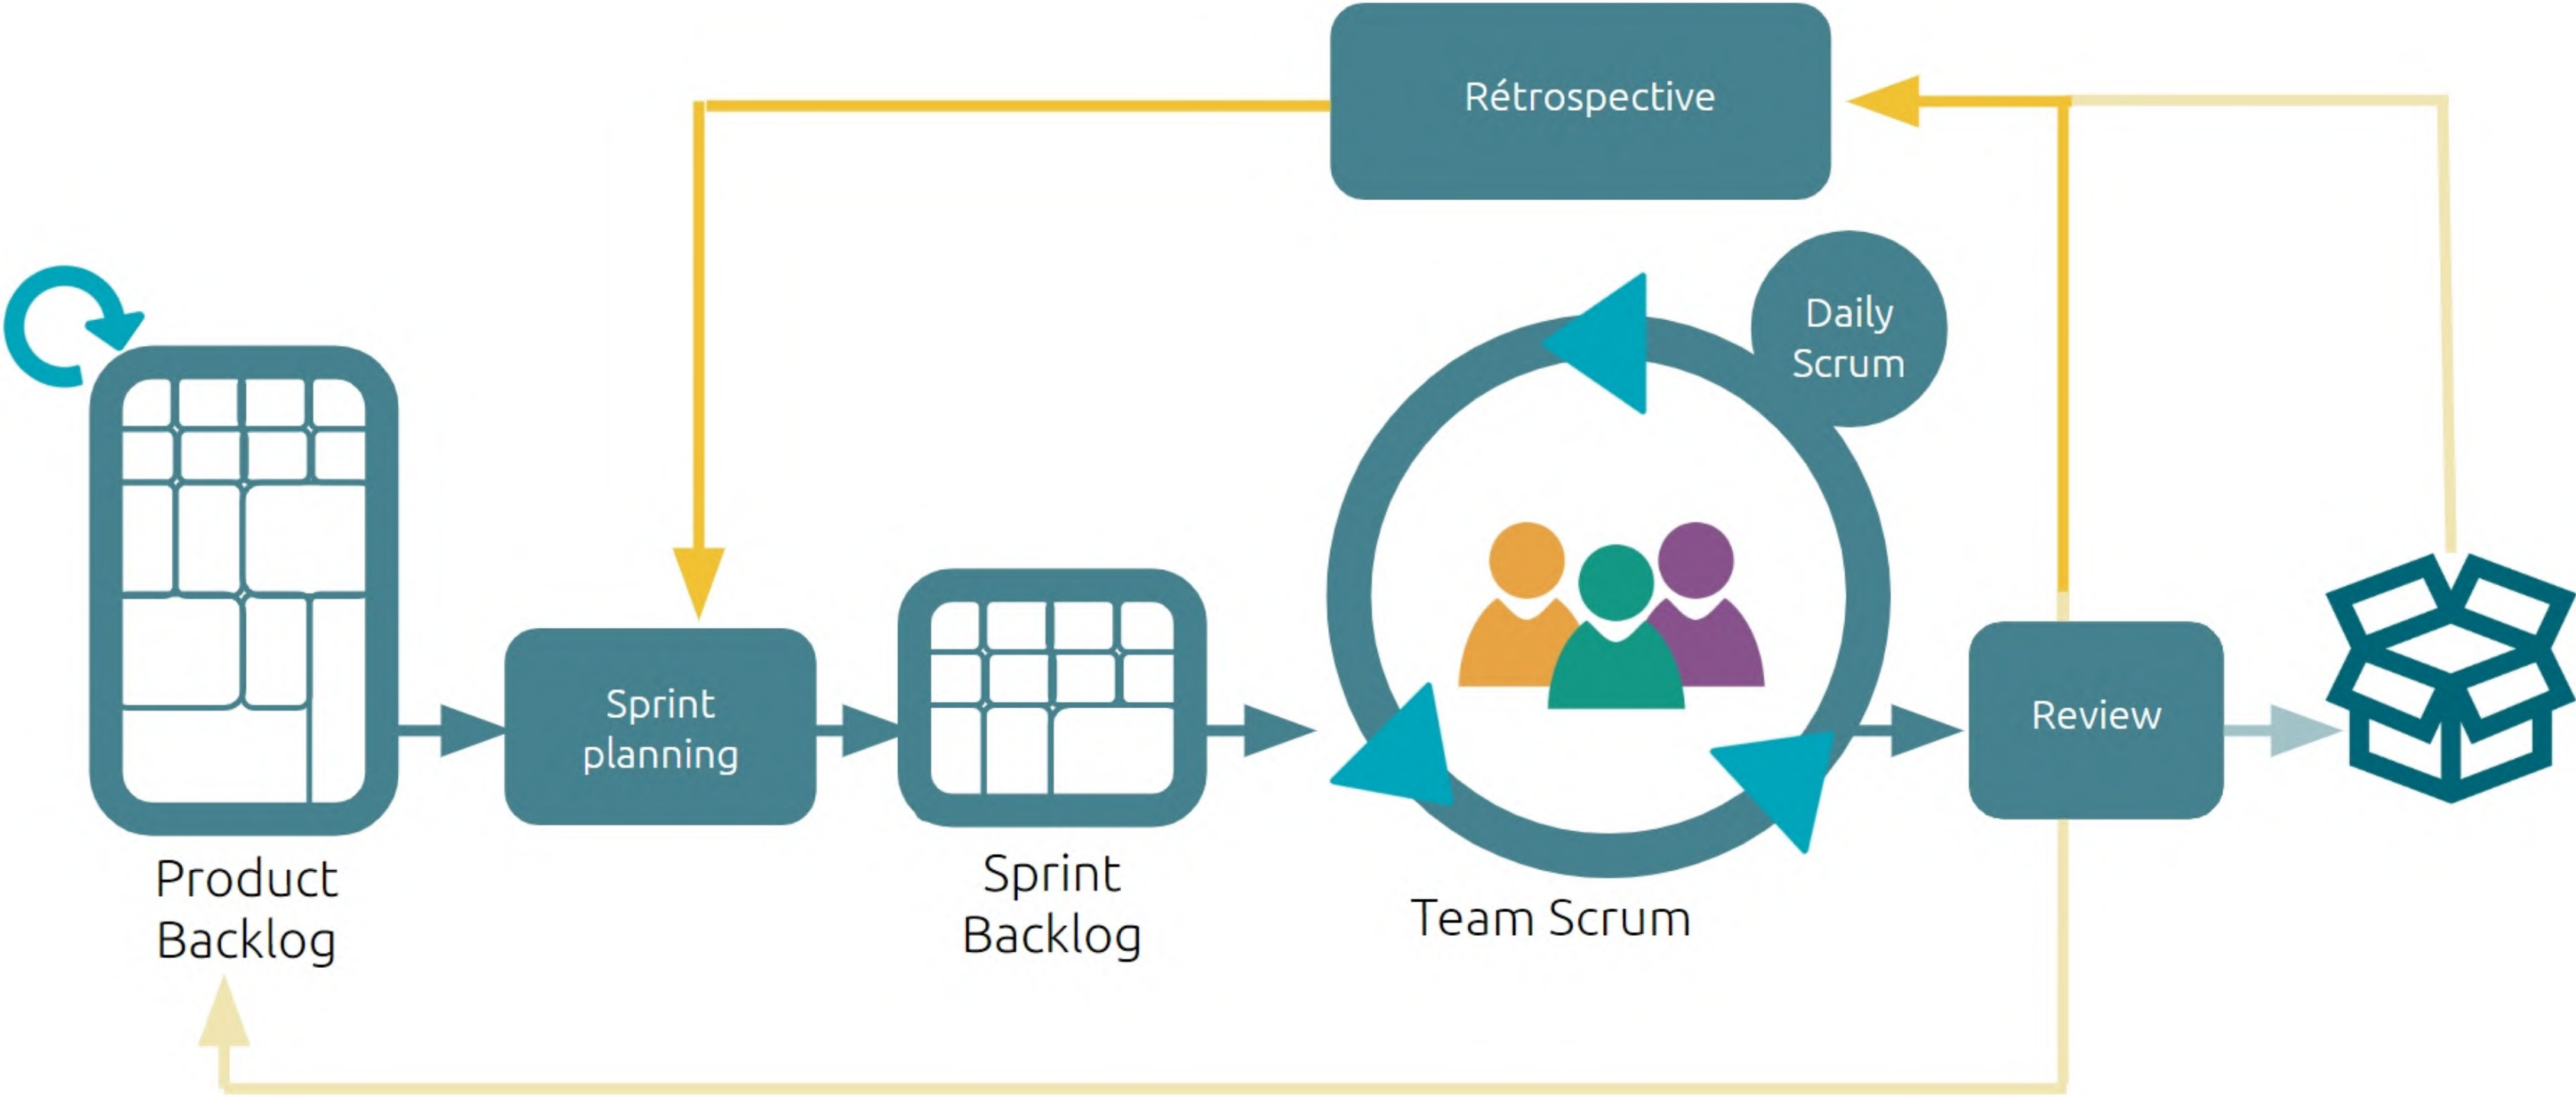 Rétrospective
Daily
Scrum
Sprint
planning
Review
Product
Backlog
Sprint
Backlog
Team Scrum